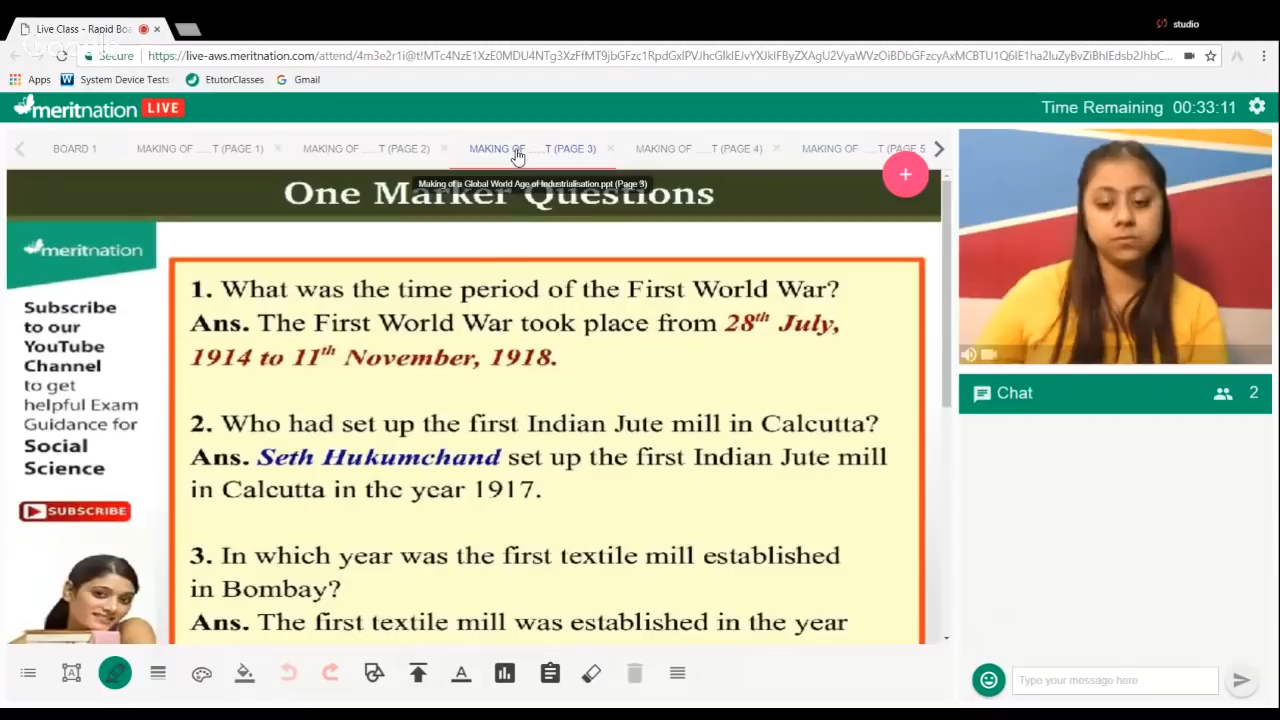 studio
Live Class - Rapid Boa
Secure
https://live-aws.meritnation.com/attend/
Apps
System Device Tests
EtutorClasses
Gmail
meritnation LIVE
Time Remaining 00:33:11
BOARD 1
MAKING OF ....T (PAGE 1)
MAKING OF ....T (PAGE 2)
MAKING OF ....T (PAGE 3)
MAKING OF ....T (PAGE 4)
MAKING OF ....T (PAGE 5
Making of a Global World Age of Industrialisation.ppt (Page 3)
One Marker Questions
meritnation
Subscribe
to our
YouTube
Channel
to get
helpful Exam
Guidance for
Social
Science
SUBSCRIBE
1. What was the time period of the First World War?
Ans. The First World War took place from 28th July,
1914 to 11th November, 1918.
2. Who had set up the first Indian Jute mill in Calcutta?
Ans. Seth Hukumchand set up the first Indian Jute mill
in Calcutta in the year 1917.
3. In which year was the first textile mill established
in Bombay?
Ans. The first textile mill was established in the year
Chat
2
Type your message here